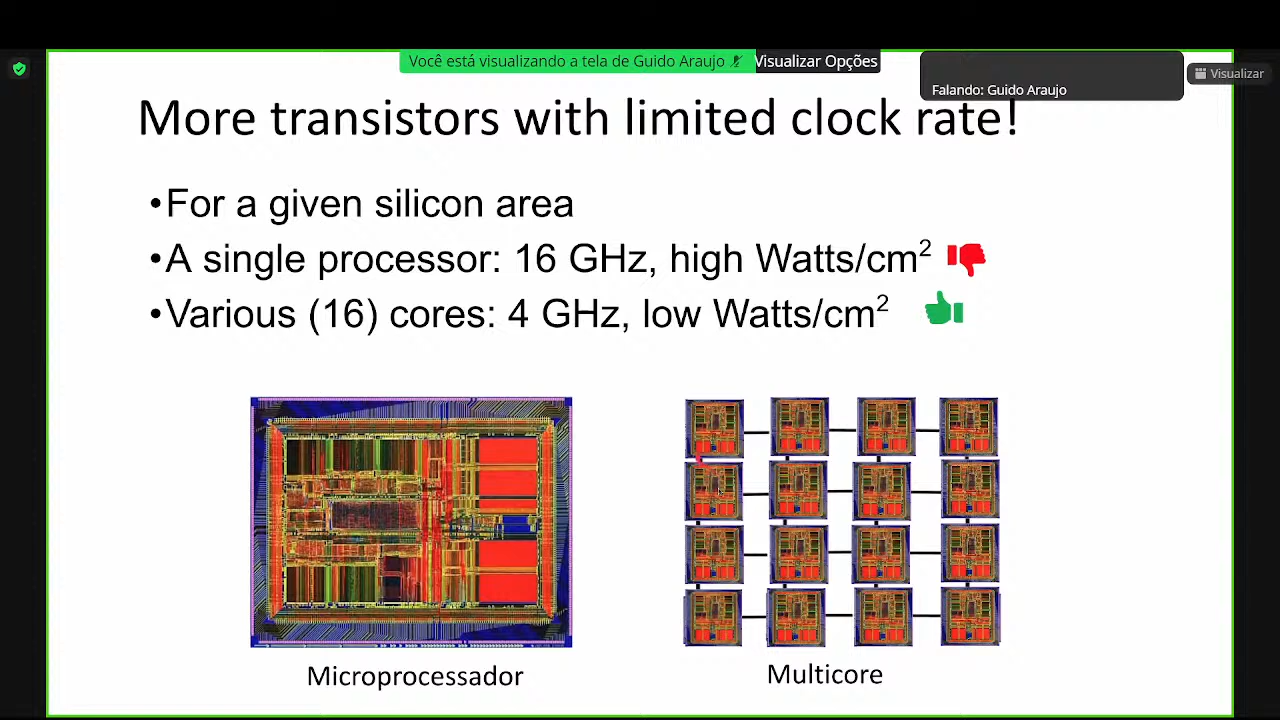 Você está visualizando a tela de Guido Araujo
Visualizar Opções
Falando: Guido Araujo
Visualizar
More transistors with limited clock rate!
•For a given silicon area
•A single processor: 16 GHz, high Watts/cm²
•Various (16) cores: 4 GHz, low Watts/cm²
Microprocessador
Multicore